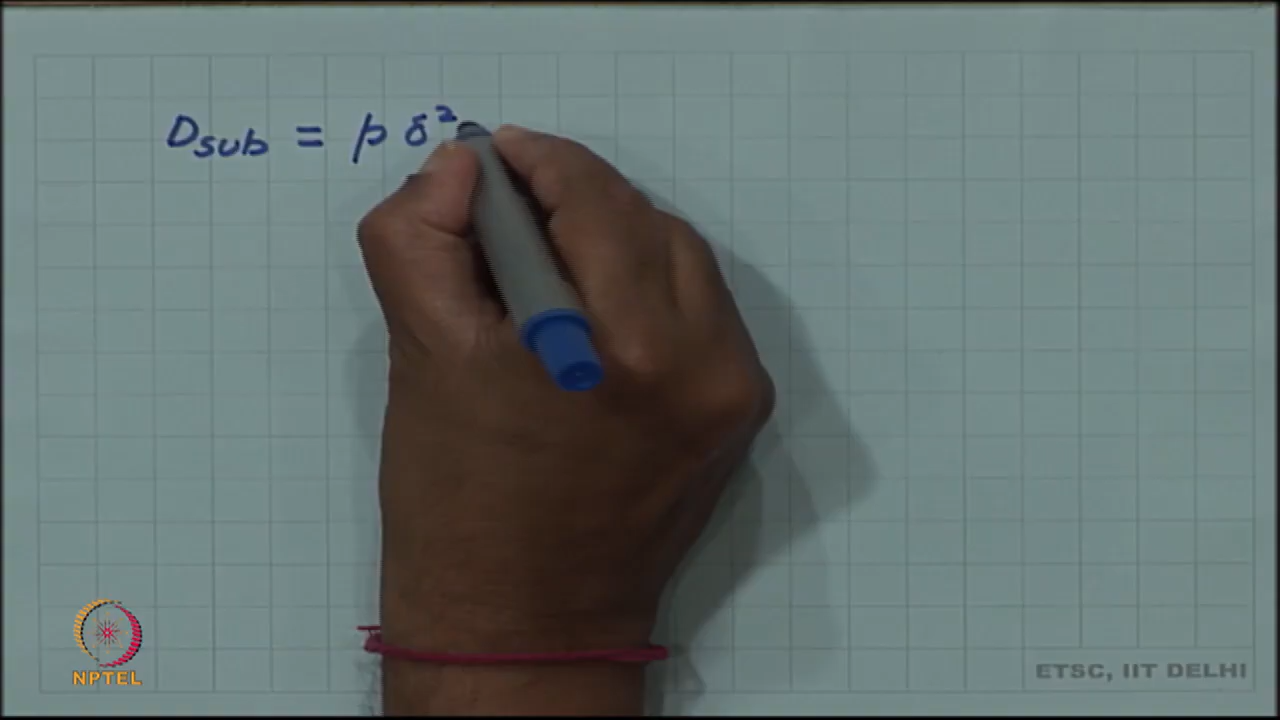 D_sub = p δ²
NPTEL
ETSC, IIT DELHI